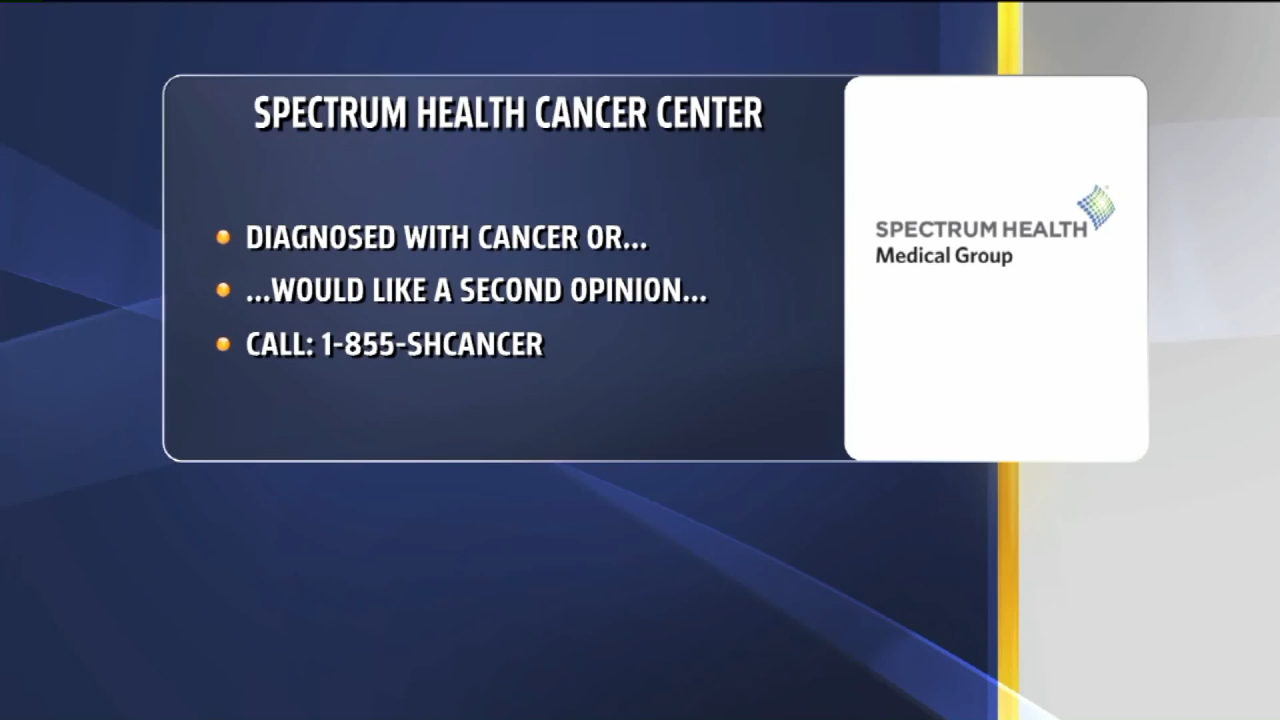 SPECTRUM HEALTH CANCER CENTER
DIAGNOSED WITH CANCER OR...
...WOULD LIKE A SECOND OPINION...
CALL: 1-855-SHCANCER
SPECTRUM HEALTH
Medical Group